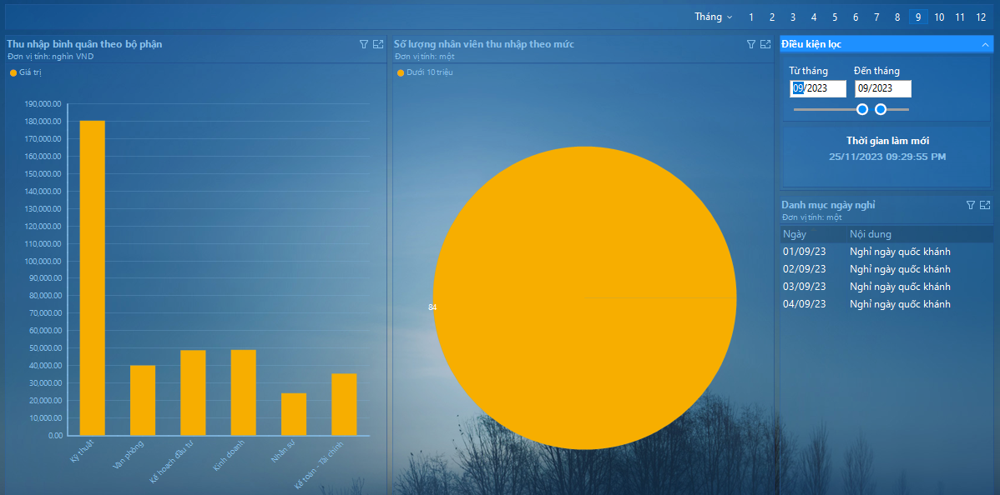 Tháng 1 2 3 4 5 6 7 8 9 10 11 12
Thu nhập bình quân theo bộ phận
Đơn vị tính: nghìn VND
Giá trị
190,000.00
180,000.00
170,000.00
160,000.00
150,000.00
140,000.00
130,000.00
120,000.00
110,000.00
100,000.00
90,000.00
80,000.00
70,000.00
60,000.00
50,000.00
40,000.00
30,000.00
20,000.00
10,000.00
0.00
Kỹ thuật
Văn phòng
Kế hoạch đầu tư
Kinh doanh
Nhân sự
Kế toán - Tài chính
Số lượng nhân viên thu nhập theo mức
Đơn vị tính: một
Dưới 10 triệu
84
Điều kiện lọc
Từ tháng Đến tháng
09/2023 09/2023
Thời gian làm mới
25/11/2023 09:29:55 PM
Danh mục ngày nghỉ
Đơn vị tính: một
Ngày Nội dung
01/09/23 Nghỉ ngày quốc khánh
02/09/23 Nghỉ ngày quốc khánh
03/09/23 Nghỉ ngày quốc khánh
04/09/23 Nghỉ ngày quốc khánh